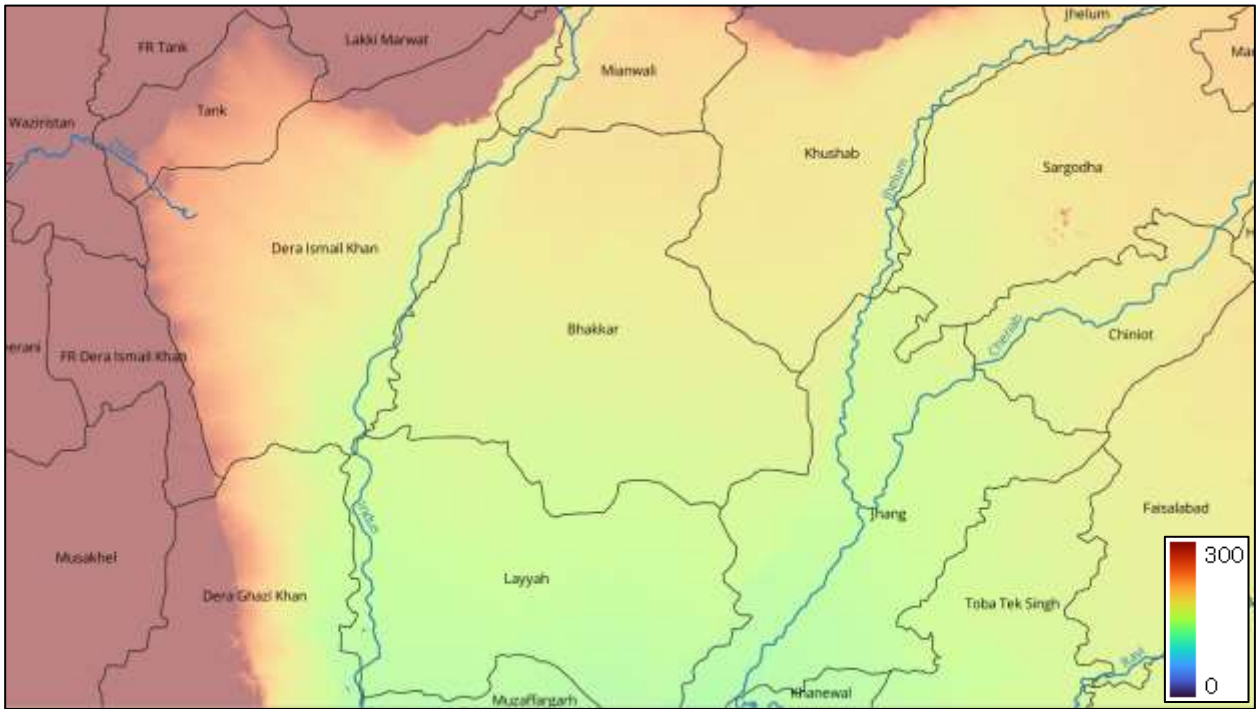 Jhelum
FR Tank
Lakki Marwat
Mianwali
Tank
Waziristan
Khushab
Sargodha
Jhelum
Dera Ismail Khan
Bhakkar
Chenab
Chiniot
erani
FR Dera Ismail Khan
Indus
Jhang
Faisalabad
Musakhel
Layyah
Dera Ghazi Khan
Toba Tek Singh
Ravi
Khanewal
Muzaffargarh
300
0